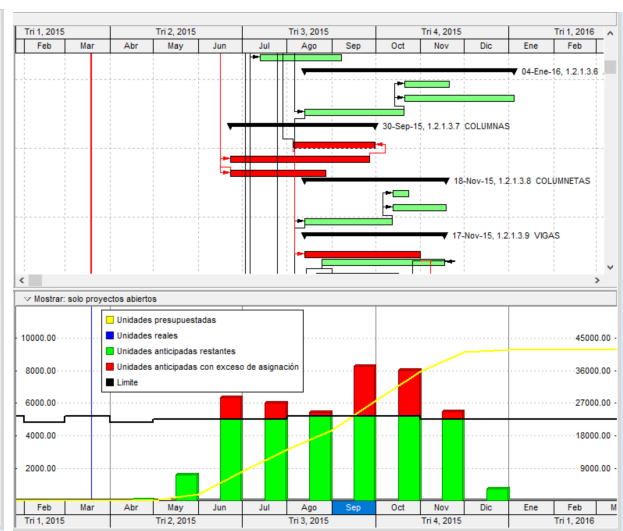 Tri 1, 2015 Tri 2, 2015 Tri 3, 2015 Tri 4, 2015 Tri 1, 2016
Feb Mar Abr May Jun Jul Ago Sep Oct Nov Dic Ene Feb
04-Ene-16, 1.2.1.3.6
30-Sep-15, 1.2.1.3.7 COLUMNAS
18-Nov-15, 1.2.1.3.8 COLUMNETAS
17-Nov-15, 1.2.1.3.9 VIGAS
Mostrar: solo proyectos abiertos
Unidades presupuestadas
Unidades reales
10000.00 Unidades anticipadas restantes 45000.00
Unidades anticipadas con exceso de asignación
8000.00 36000.00
Limite
6000.00 27000.00
4000.00 18000.00
2000.00 9000.00
Feb Mar Abr May Jun Jul Ago Sep Oct Nov Dic Ene Feb M
Tri 1, 2015 Tri 2, 2015 Tri 3, 2015 Tri 4, 2015 Tri 1, 2016